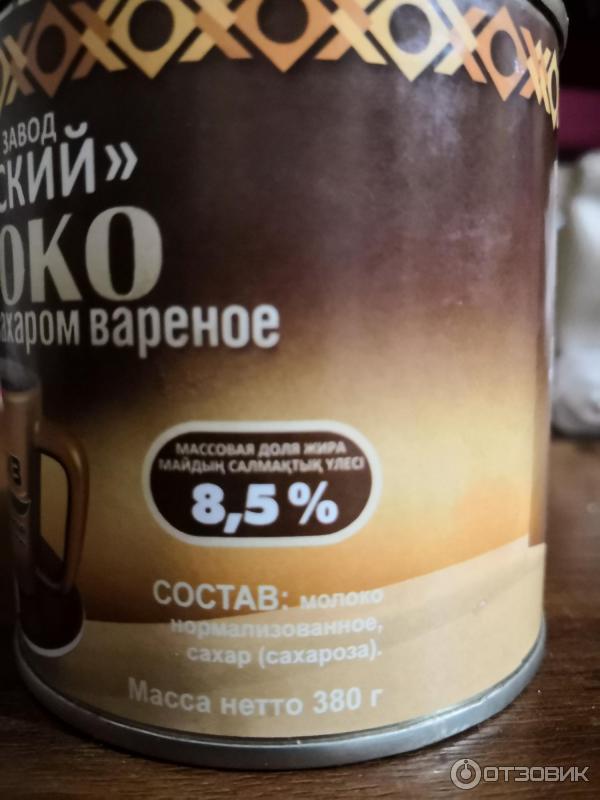 ЗАВОД
СКИЙ»
ОКО
ахаром вареное
МАССОВАЯ ДОЛЯ ЖИРА
МАЙДЫҢ САЛМАҚТЫҚ ҮЛЕСІ
8,5%
СОСТАВ: молоко
нормализованное,
сахар (сахароза).
Масса нетто 380 г
ОТЗОВИК